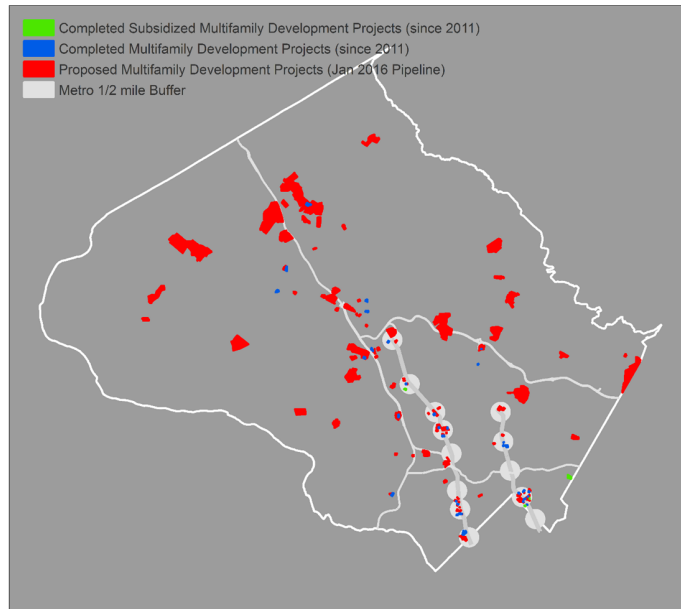 Completed Subsidized Multifamily Development Projects (since 2011)
Completed Multifamily Development Projects (since 2011)
Proposed Multifamily Development Projects (Jan 2016 Pipeline)
Metro 1/2 mile Buffer